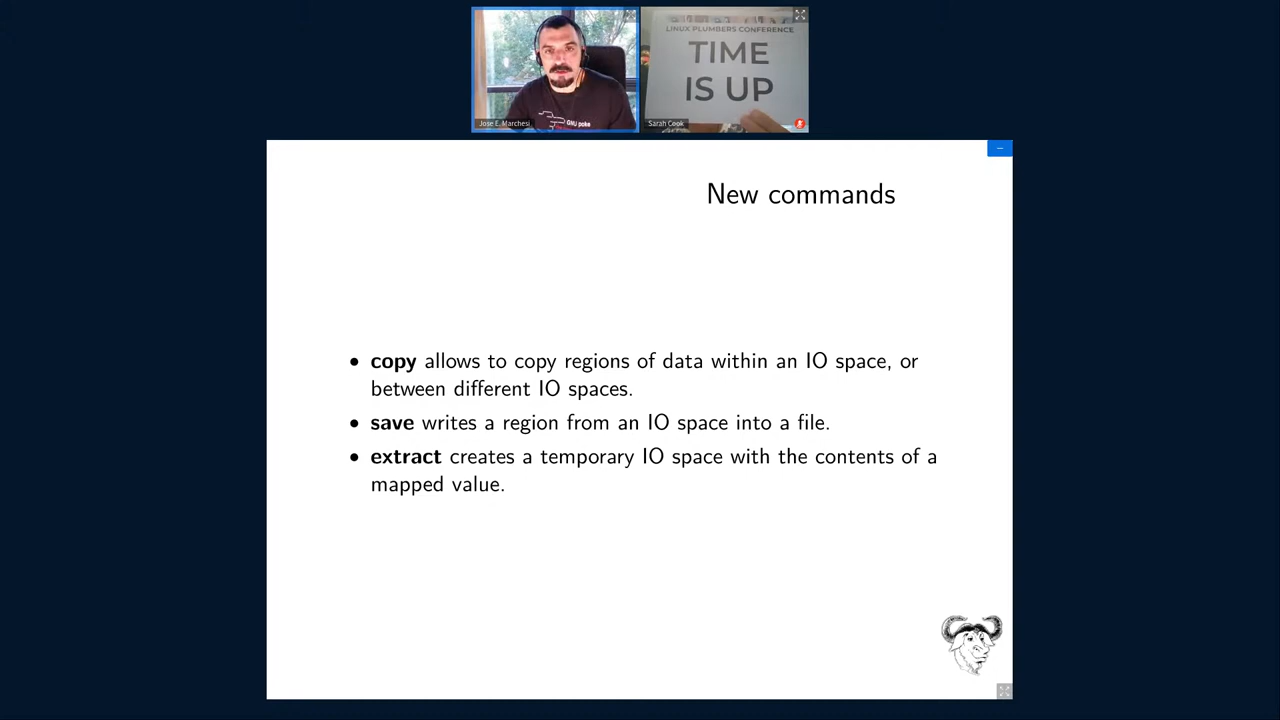 LINUX PLUMBERS CONFERENCE
TIME
IS UP
GNU poke
Jose E. Marchesi
Sarah Cook
New commands
• copy allows to copy regions of data within an IO space, or
between different IO spaces.
• save writes a region from an IO space into a file.
• extract creates a temporary IO space with the contents of a
mapped value.